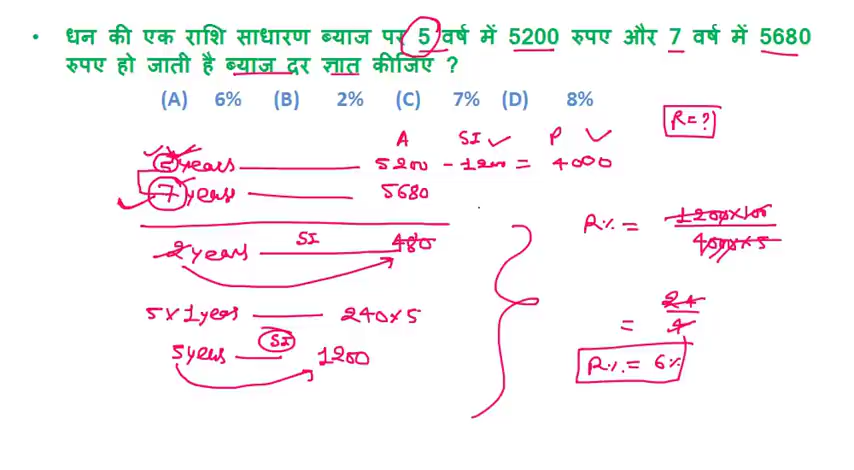 • धन की एक राशि साधारण ब्याज पर 5 वर्ष में 5200 रुपए और 7 वर्ष में 5680
रुपए हो जाती है ब्याज दर ज्ञात कीजिए ?
(A) 6% (B) 2% (C) 7% (D) 8%
R=?
A SI P
5 years 5200 - 1200 = 4000
7 years 5680
2 years SI 480
5×1 year 240×5
5 years SI 1200
R% = 1200×100
4000×5
= 24
4
R% = 6%